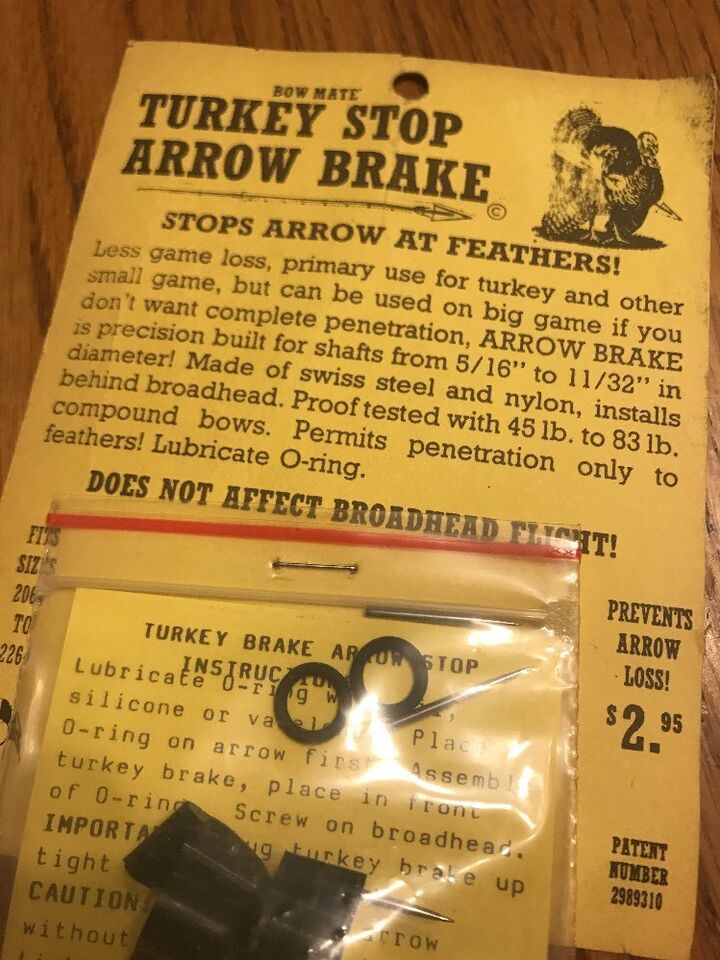 BOW MATE
TURKEY STOP
ARROW BRAKE ©
STOPS ARROW AT FEATHERS!
Less game loss, primary use for turkey and other
small game, but can be used on big game if you
don't want complete penetration, ARROW BRAKE
is precision built for shafts from 5/16" to 11/32" in
diameter! Made of swiss steel and nylon, installs
behind broadhead. Proof tested with 45 lb. to 83 lb.
compound bows. Permits penetration only to
feathers! Lubricate O-ring.
DOES NOT AFFECT BROADHEAD FLIGHT!
FITS
TO
PREVENTS
ARROW
LOSS!
$2.95
PATENT
NUMBER
2989310
TURKEY BRAKE ARROW STOP
Lubricate O-ring
silicone or Place
O-ring on arrow first Assembl
turkey brake, place in front
of O-ring Screw on broadhead.
turkey brake up
tight
CAUTION
without arrow